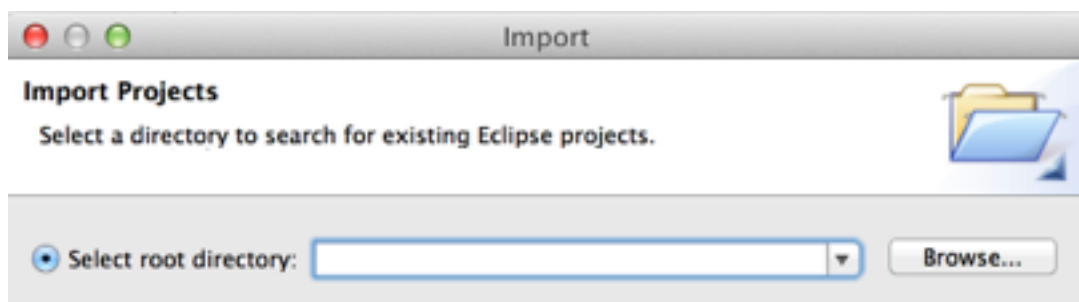 Import
Import Projects
Select a directory to search for existing Eclipse projects.
Select root directory:
Browse...